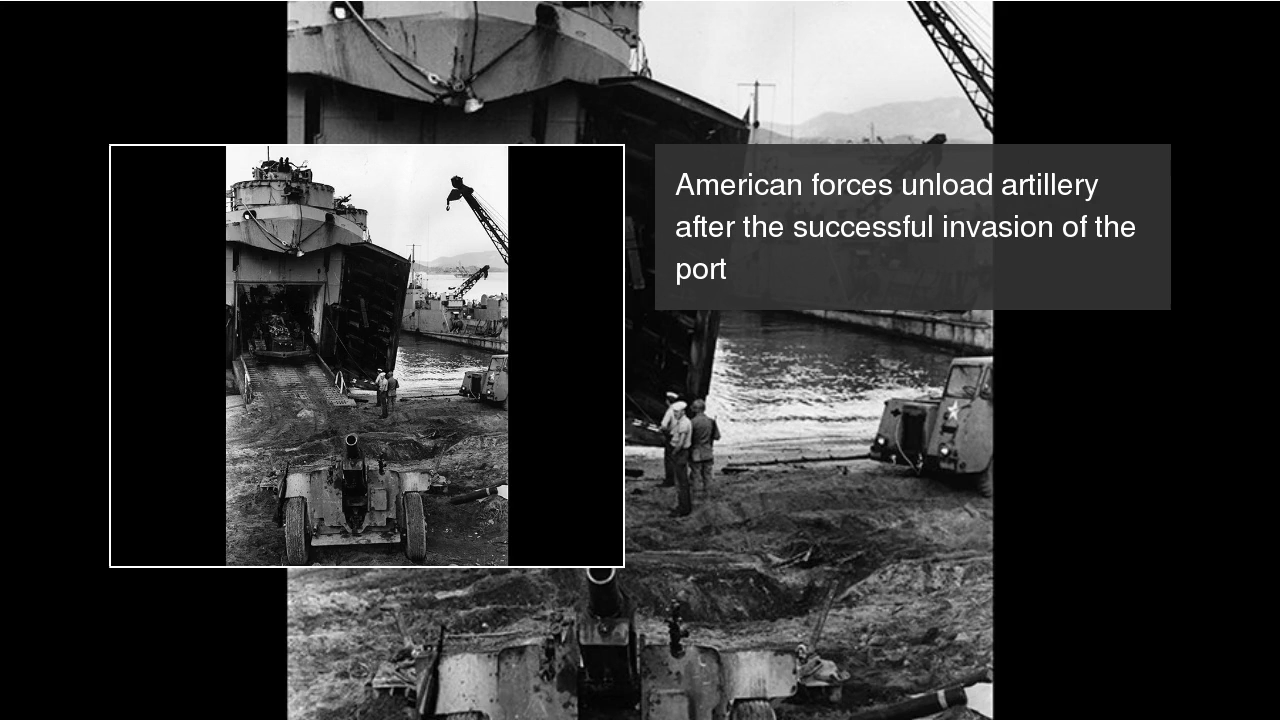 American forces unload artillery
after the successful invasion of the
port